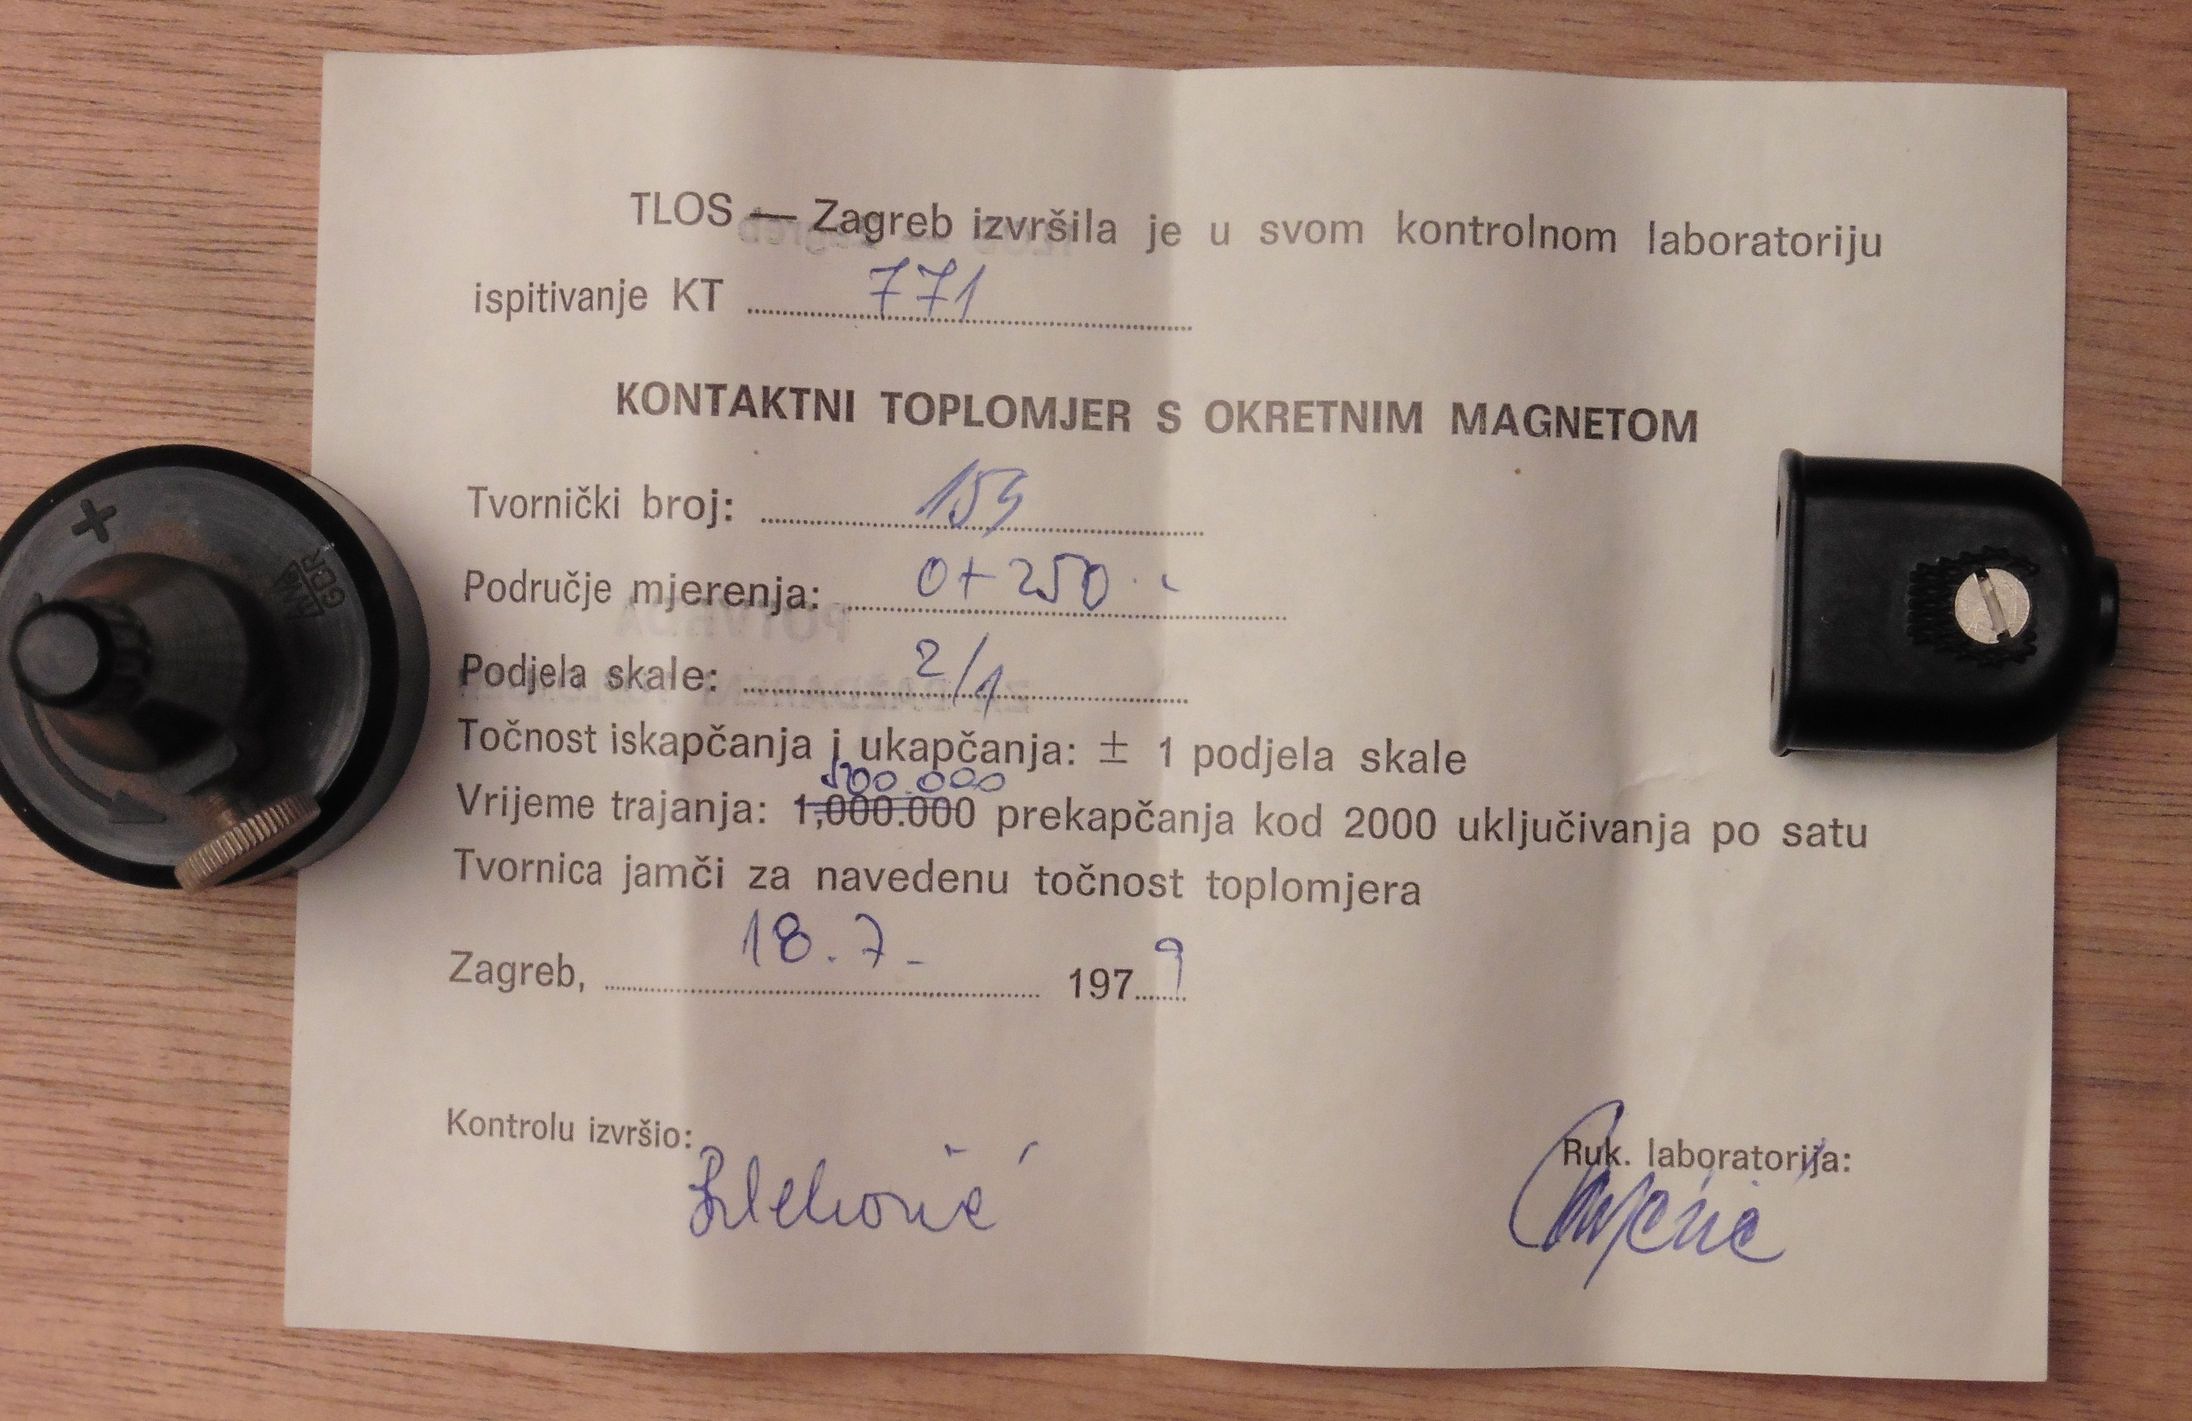 TLOS — Zagreb izvršila je u svom kontrolnom laboratoriju
ispitivanje KT 771
KONTAKTNI TOPLOMJER S OKRETNIM MAGNETOM
Tvornički broj: 159
Područje mjerenja: 0+250
Podjela skale: 2/1
Točnost iskapčanja i ukapčanja: ± 1 podjela skale
500.000
Vrijeme trajanja: 1,000.000 prekapčanja kod 2000 uključivanja po satu
Tvornica jamči za navedenu točnost toplomjera
Zagreb, 18.7. 1979
Kontrolu izvršio:
Ruk. laboratorija: